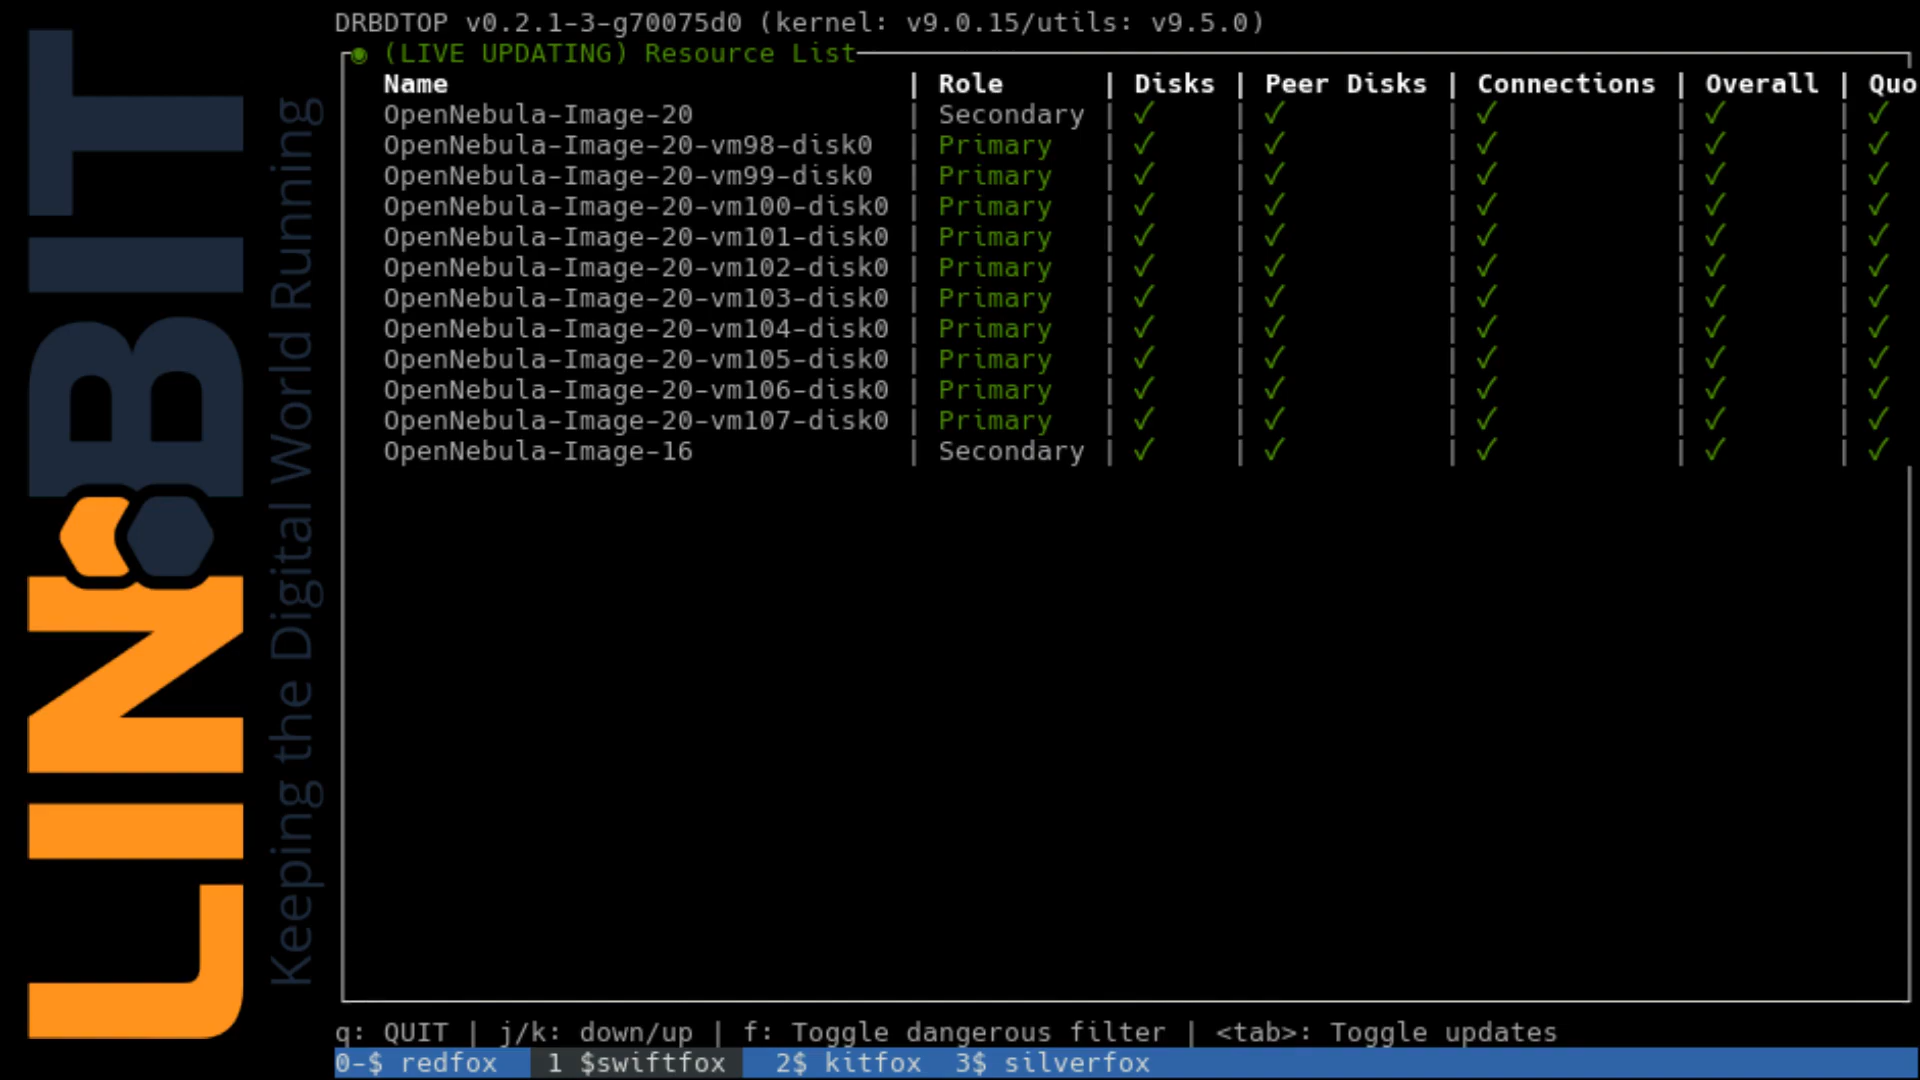 LINBIT
Keeping the Digital World Running
DRBDTOP v0.2.1-3-g70075d0 (kernel: v9.0.15/utils: v9.5.0)
◉ (LIVE UPDATING) Resource List
Name | Role | Disks | Peer Disks | Connections | Overall | Quo
OpenNebula-Image-20 | Secondary | ✓ | ✓ | ✓ | ✓ | ✓
OpenNebula-Image-20-vm98-disk0 | Primary | ✓ | ✓ | ✓ | ✓ | ✓
OpenNebula-Image-20-vm99-disk0 | Primary | ✓ | ✓ | ✓ | ✓ | ✓
OpenNebula-Image-20-vm100-disk0 | Primary | ✓ | ✓ | ✓ | ✓ | ✓
OpenNebula-Image-20-vm101-disk0 | Primary | ✓ | ✓ | ✓ | ✓ | ✓
OpenNebula-Image-20-vm102-disk0 | Primary | ✓ | ✓ | ✓ | ✓ | ✓
OpenNebula-Image-20-vm103-disk0 | Primary | ✓ | ✓ | ✓ | ✓ | ✓
OpenNebula-Image-20-vm104-disk0 | Primary | ✓ | ✓ | ✓ | ✓ | ✓
OpenNebula-Image-20-vm105-disk0 | Primary | ✓ | ✓ | ✓ | ✓ | ✓
OpenNebula-Image-20-vm106-disk0 | Primary | ✓ | ✓ | ✓ | ✓ | ✓
OpenNebula-Image-20-vm107-disk0 | Primary | ✓ | ✓ | ✓ | ✓ | ✓
OpenNebula-Image-16 | Secondary | ✓ | ✓ | ✓ | ✓ | ✓
q: QUIT | j/k: down/up | f: Toggle dangerous filter | <tab>: Toggle updates
0-$ redfox 1 $swiftfox 2$ kitfox 3$ silverfox